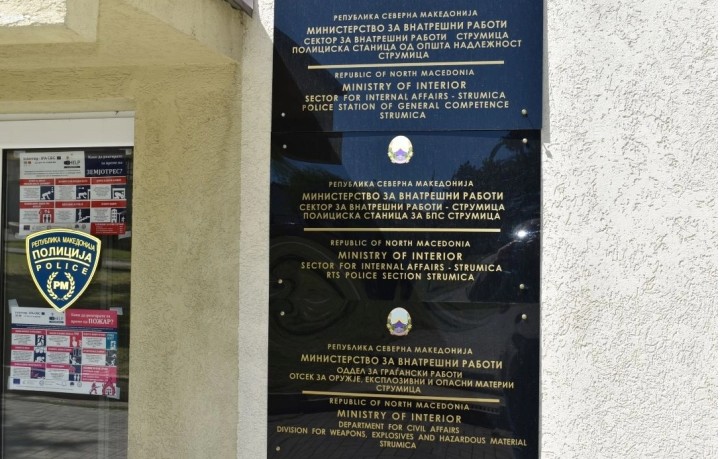 РЕПУБЛИКА СЕВЕРНА МАКЕДОНИЈА
МИНИСТЕРСТВО ЗА ВНАТРЕШНИ РАБОТИ
СЕКТОР ЗА ВНАТРЕШНИ РАБОТИ СТРУМИЦА
ПОЛИЦИСКА СТАНИЦА ОД ОПШТА НАДЛЕЖНОСТ
СТРУМИЦА
REPUBLIC OF NORTH MACEDONIA
MINISTRY OF INTERIOR
SECTOR FOR INTERNAL AFFAIRS - STRUMICA
POLICE STATION OF GENERAL COMPETENCE
STRUMICA
РЕПУБЛИКА СЕВЕРНА МАКЕДОНИЈА
МИНИСТЕРСТВО ЗА ВНАТРЕШНИ РАБОТИ
СЕКТОР ЗА ВНАТРЕШНИ РАБОТИ - СТРУМИЦА
ПОЛИЦИСКА СТАНИЦА ЗА БПС СТРУМИЦА
REPUBLIC OF NORTH MACEDONIA
MINISTRY OF INTERIOR
SECTOR FOR INTERNAL AFFAIRS - STRUMICA
RTS POLICE SECTION STRUMICA
РЕПУБЛИКА СЕВЕРНА МАКЕДОНИЈА
МИНИСТЕРСТВО ЗА ВНАТРЕШНИ РАБОТИ
ОДДЕЛ ЗА ГРАЃАНСКИ РАБОТИ
ОТСЕК ЗА ОРУЖЈЕ, ЕКСПЛОЗИВНИ И ОПАСНИ МАТЕРИИ
СТРУМИЦА
REPUBLIC OF NORTH MACEDONIA
MINISTRY OF INTERIOR
DEPARTMENT FOR CIVIL AFFAIRS
DIVISION FOR WEAPONS, EXPLOSIVES AND HAZARDOUS MATERIAL
STRUMICA
ЗЕМЈОТРЕС?
РЕПУБЛИКА МАКЕДОНИЈА
ПОЛИЦИЈА
POLICE
РМ
ПОЖАР?